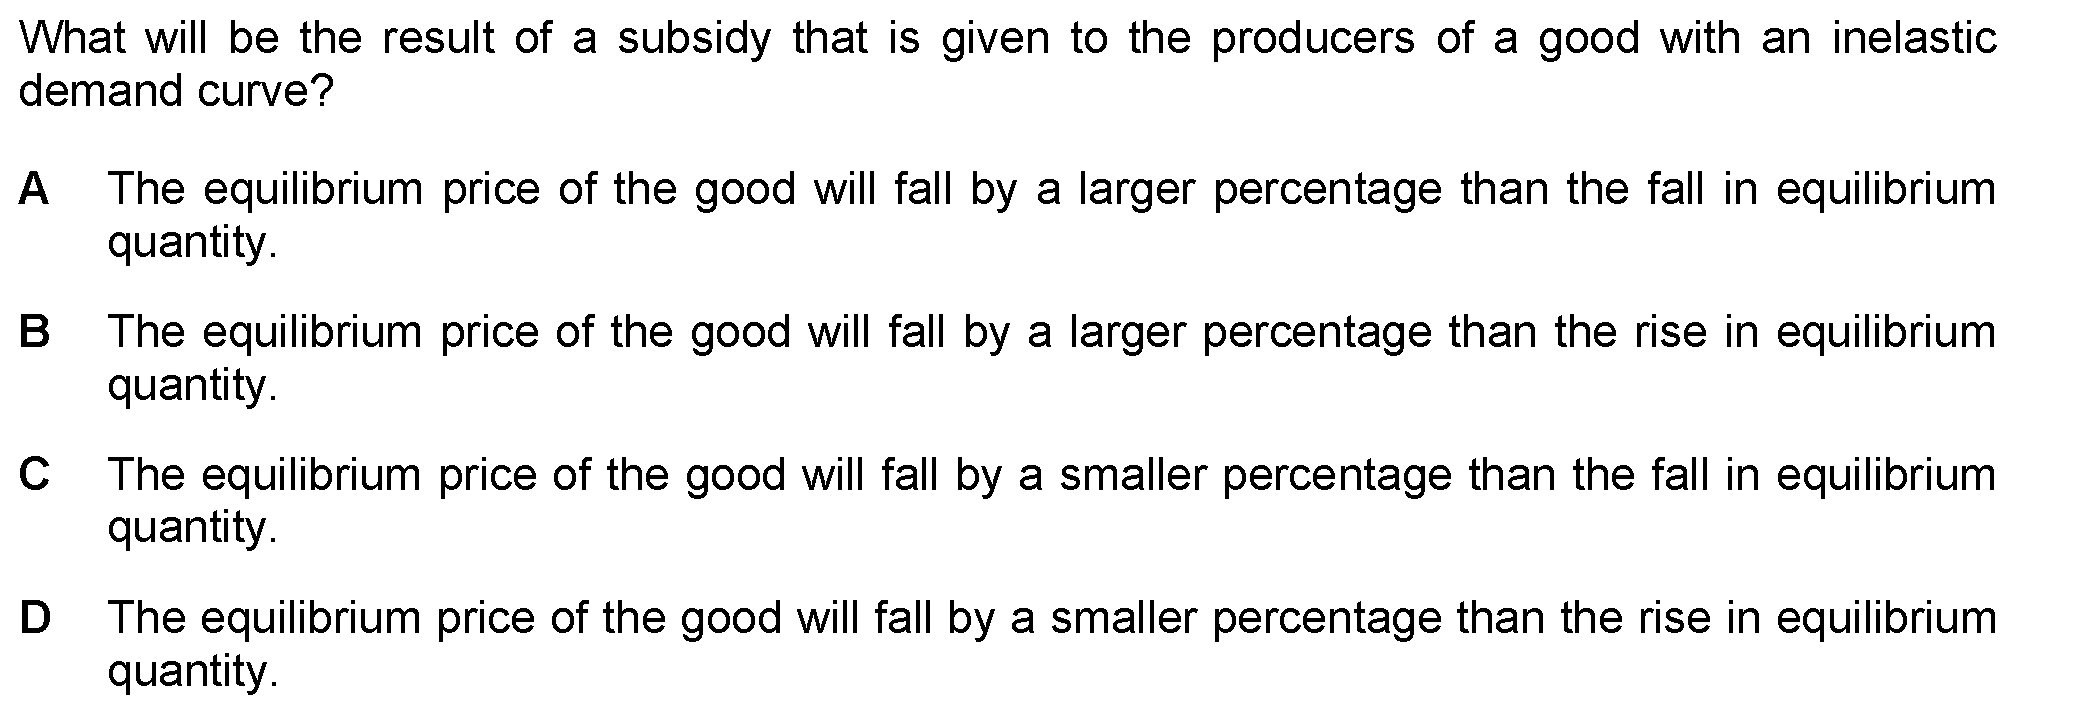 What will be the result of a subsidy that is given to the producers of a good with an inelastic
demand curve?
A The equilibrium price of the good will fall by a larger percentage than the fall in equilibrium
quantity.
B The equilibrium price of the good will fall by a larger percentage than the rise in equilibrium
quantity.
C The equilibrium price of the good will fall by a smaller percentage than the fall in equilibrium
quantity.
D The equilibrium price of the good will fall by a smaller percentage than the rise in equilibrium
quantity.